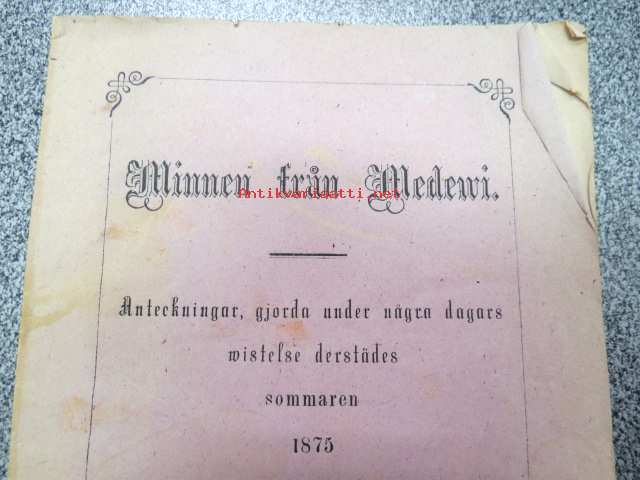 Minnen från Medewi.
Antikvariaatti.net
Anteckningar, gjorda under några dagars
wistelse derstädes
sommaren
1875